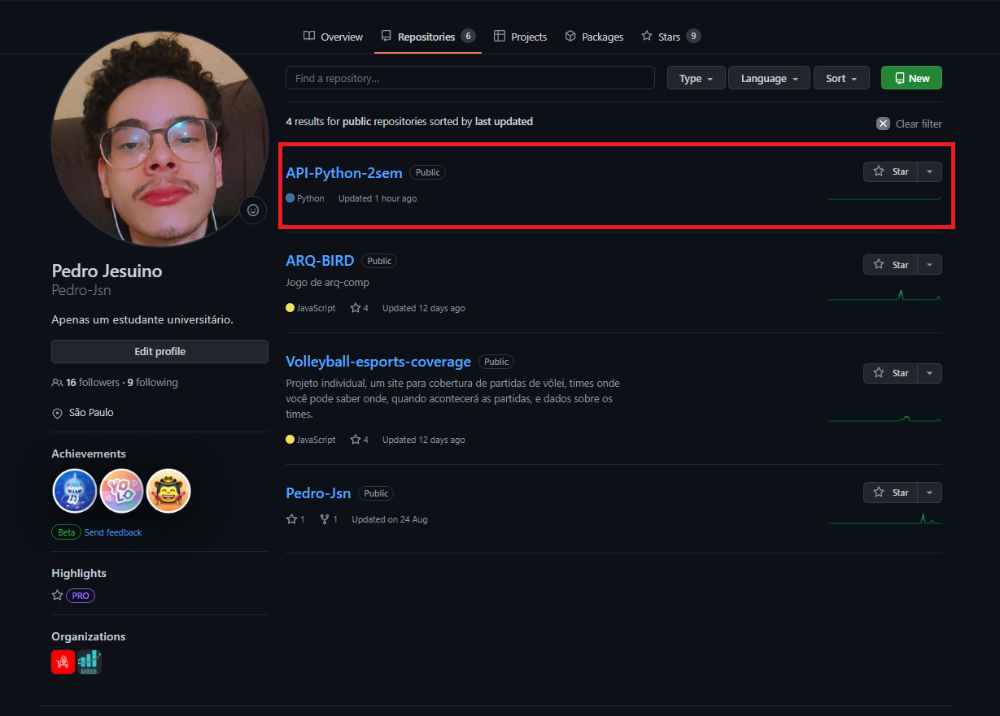 Overview
Repositories 6
Projects
Packages
Stars 9
Find a repository...
Type
Language
Sort
New
4 results for public repositories sorted by last updated
Clear filter
API-Python-2sem Public
Star
Python Updated 1 hour ago
ARQ-BIRD Public
Star
Jogo de arq-comp
JavaScript 4 Updated 12 days ago
Volleyball-esports-coverage Public
Star
Projeto individual, um site para cobertura de partidas de vôlei, times onde
você pode saber onde, quando acontecerá as partidas, e dados sobre os
times.
JavaScript 4 Updated 12 days ago
Pedro-Jsn Public
Star
1 1 Updated on 24 Aug
Pedro Jesuino
Pedro-Jsn
Apenas um estudante universitário.
Edit profile
16 followers · 9 following
São Paulo
Achievements
YOLO
Beta Send feedback
Highlights
PRO
Organizations
AirData